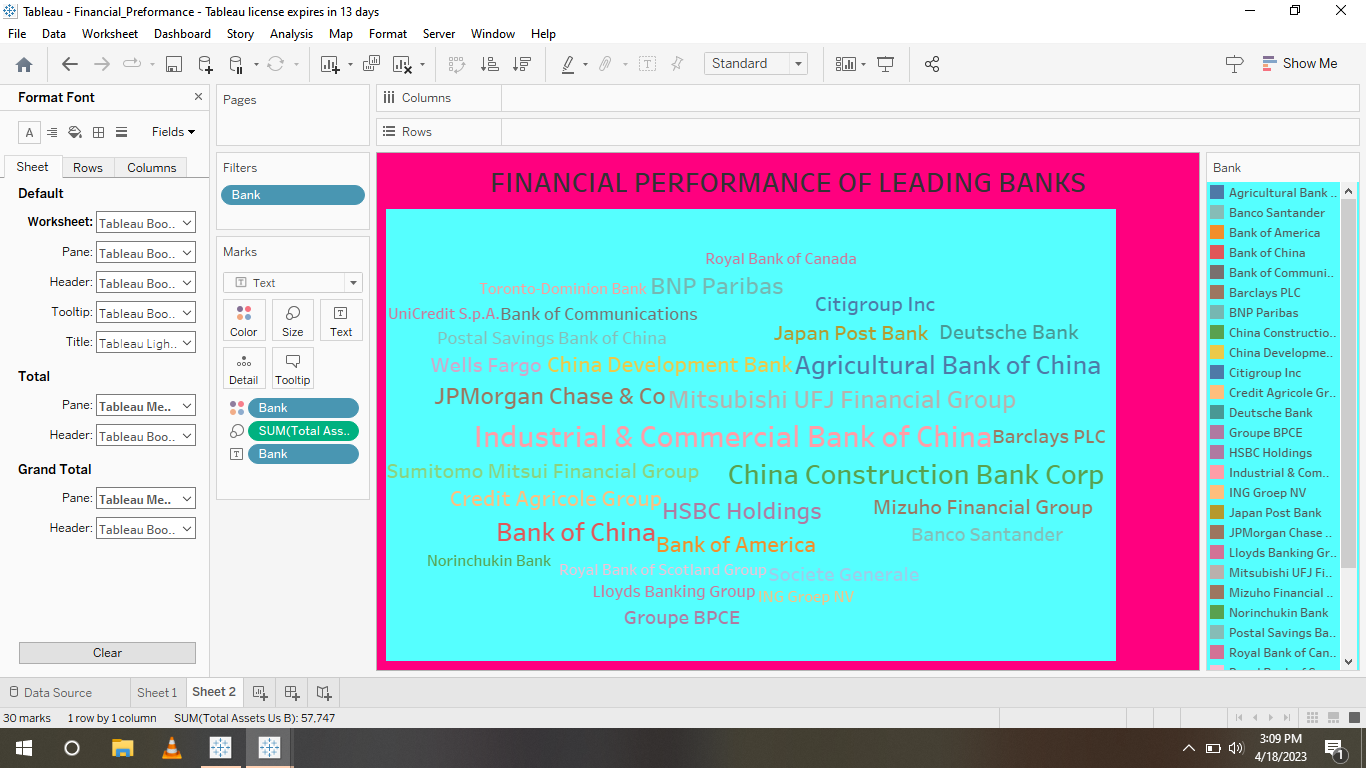 Tableau - Financial_Preformance - Tableau license expires in 13 days
File Data Worksheet Dashboard Story Analysis Map Format Server Window Help
Standard
Show Me
Format Font
Fields
Sheet Rows Columns
Default
Worksheet: Tableau Boo..
Pane: Tableau Boo..
Header: Tableau Boo..
Tooltip: Tableau Boo..
Title: Tableau Ligh..
Total
Pane: Tableau Me..
Header: Tableau Boo..
Grand Total
Pane: Tableau Me..
Header: Tableau Boo..
Clear
Pages
Filters
Bank
Marks
Text
Color Size Text
Detail Tooltip
Bank
SUM(Total Ass..
Bank
Columns
Rows
FINANCIAL PERFORMANCE OF LEADING BANKS
Royal Bank of Canada
Toronto-Dominion Bank BNP Paribas
Citigroup Inc
UniCredit S.p.A. Bank of Communications
Japan Post Bank Deutsche Bank
Postal Savings Bank of China
Wells Fargo China Development Bank Agricultural Bank of China
JPMorgan Chase & Co Mitsubishi UFJ Financial Group
Industrial & Commercial Bank of China Barclays PLC
Sumitomo Mitsui Financial Group China Construction Bank Corp
Credit Agricole Group HSBC Holdings Mizuho Financial Group
Bank of China Bank of America Banco Santander
Norinchukin Bank
Royal Bank of Scotland Group Societe Generale
Lloyds Banking Group ING Groep NV
Groupe BPCE
Bank
Agricultural Bank ..
Banco Santander
Bank of America
Bank of China
Bank of Communi..
Barclays PLC
BNP Paribas
China Constructio..
China Developme..
Citigroup Inc
Credit Agricole Gr..
Deutsche Bank
Groupe BPCE
HSBC Holdings
Industrial & Com..
ING Groep NV
Japan Post Bank
JPMorgan Chase ..
Lloyds Banking Gr..
Mitsubishi UFJ Fi..
Mizuho Financial ..
Norinchukin Bank
Postal Savings Ba..
Royal Bank of Can..
Data Source Sheet 1 Sheet 2
30 marks 1 row by 1 column SUM(Total Assets Us B): 57,747
3:09 PM
4/18/2023
1